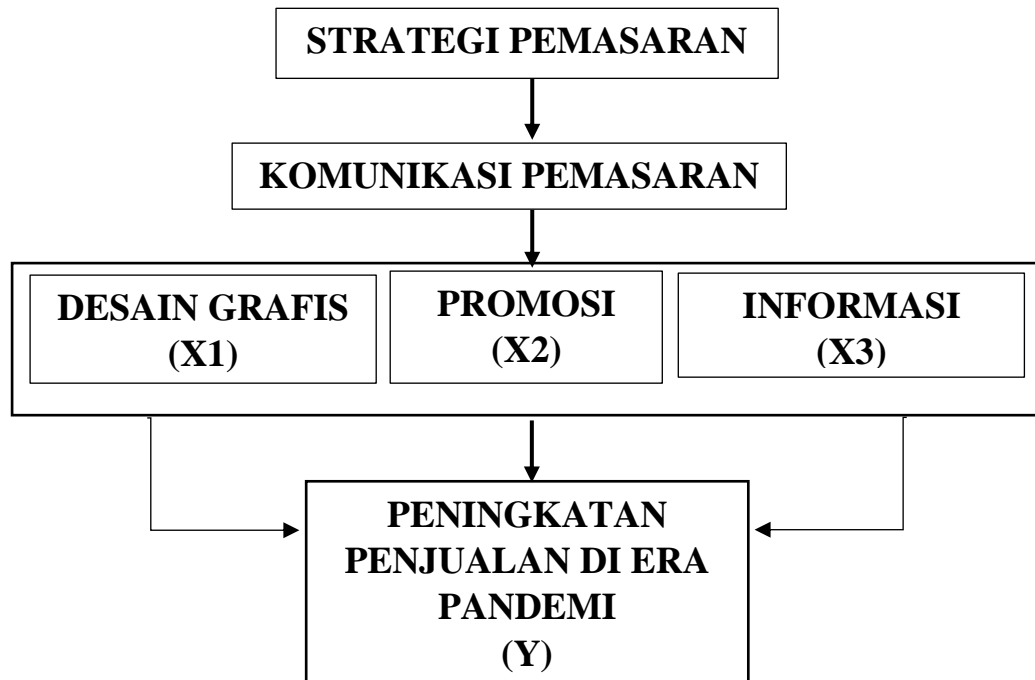 STRATEGI PEMASARAN
KOMUNIKASI PEMASARAN
DESAIN GRAFIS
(X1)
PROMOSI
(X2)
INFORMASI
(X3)
PENINGKATAN
PENJUALAN DI ERA
PANDEMI
(Y)